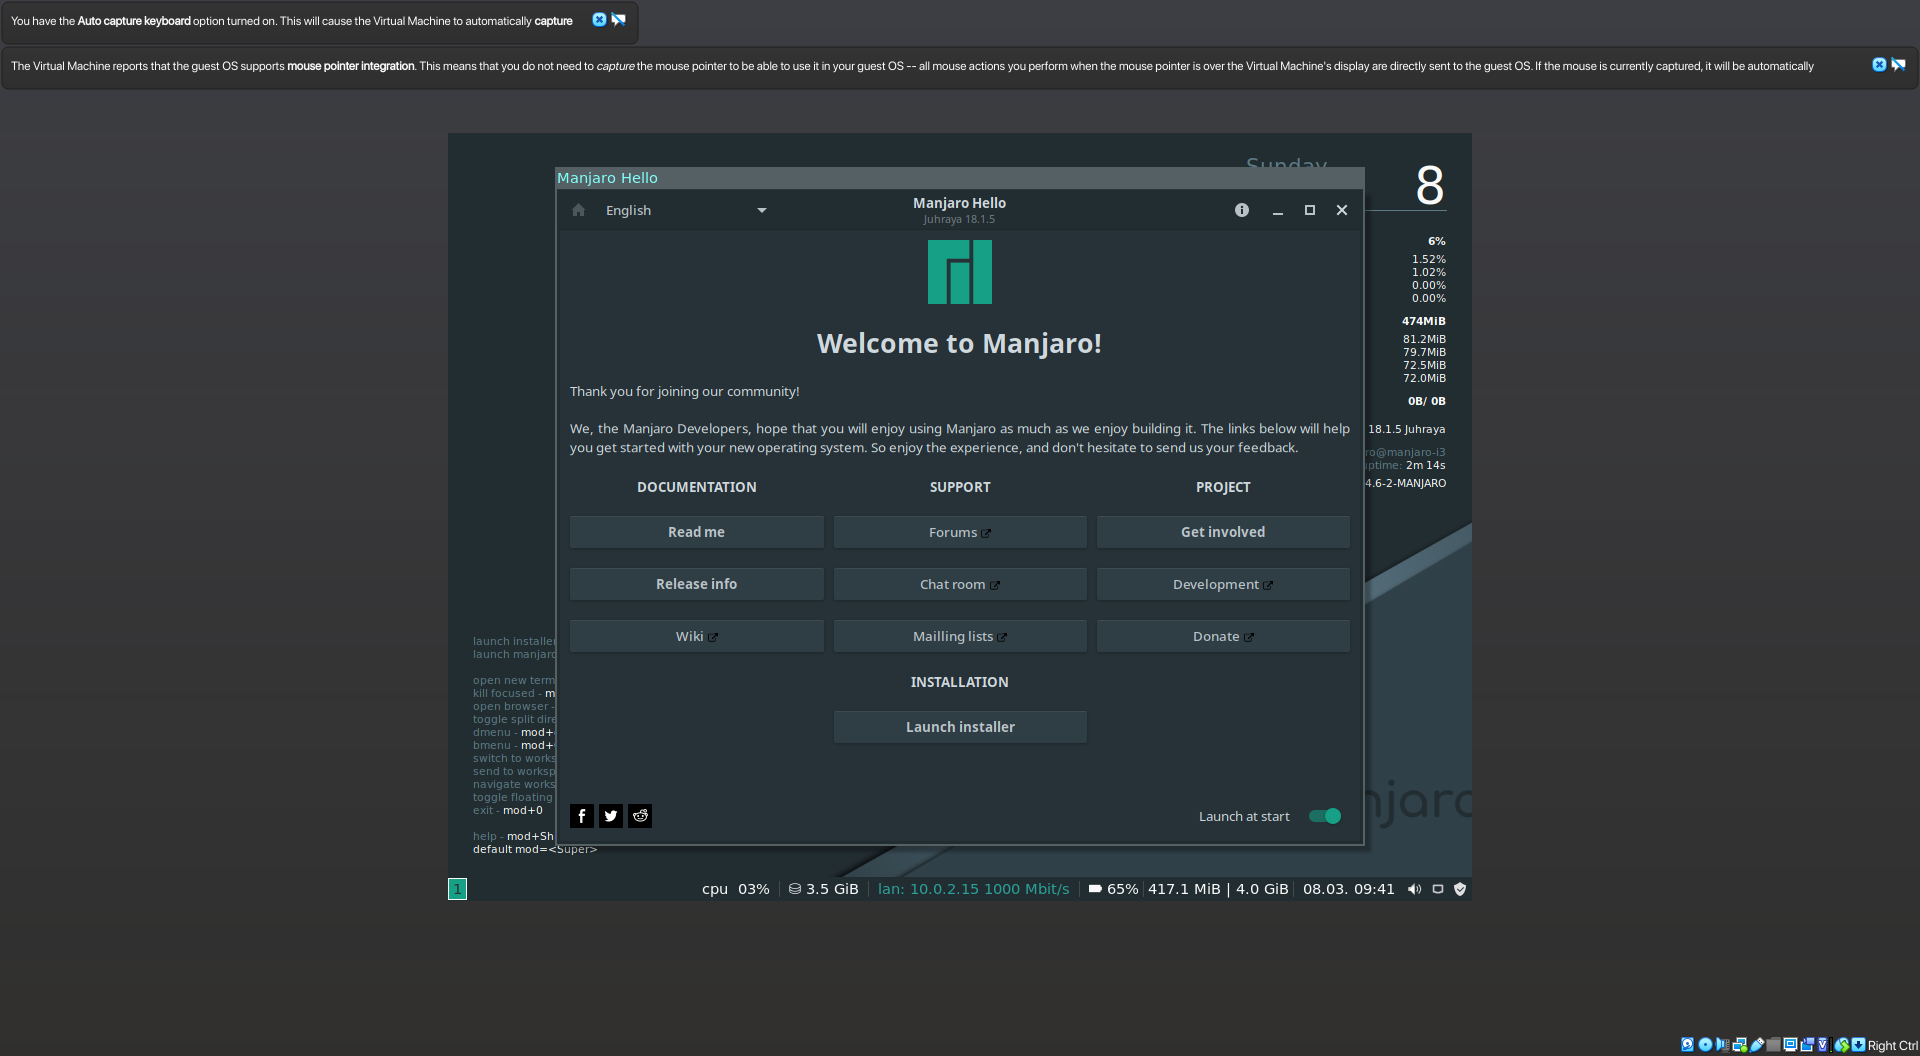 You have the Auto capture keyboard option turned on. This will cause the Virtual Machine to automatically capture
The Virtual Machine reports that the guest OS supports mouse pointer integration. This means that you do not need to capture the mouse pointer to be able to use it in your guest OS -- all mouse actions you perform when the mouse pointer is over the Virtual Machine's display are directly sent to the guest OS. If the mouse is currently captured, it will be automatically
Sunday
8
Manjaro Hello
English
Manjaro Hello
Juhraya 18.1.5
Welcome to Manjaro!
Thank you for joining our community!
We, the Manjaro Developers, hope that you will enjoy using Manjaro as much as we enjoy building it. The links below will help
you get started with your new operating system. So enjoy the experience, and don't hesitate to send us your feedback.
DOCUMENTATION
SUPPORT
PROJECT
Read me
Forums
Get involved
Release info
Chat room
Development
Wiki
Mailling lists
Donate
INSTALLATION
Launch installer
Launch at start
6%
1.52%
1.02%
0.00%
0.00%
474MiB
81.2MiB
79.7MiB
72.5MiB
72.0MiB
0B/ 0B
18.1.5 Juhraya
ro@manjaro-i3
uptime: 2m 14s
4.6-2-MANJARO
launch installer
launch manjaro
open new term
kill focused - m
open browser -
toggle split dire
dmenu - mod+
bmenu - mod+
switch to works
send to worksp
navigate works
toggle floating
exit - mod+0
help - mod+Sh
default mod=<Super>
njaro
1
cpu 03%
3.5 GiB
lan: 10.0.2.15 1000 Mbit/s
65%
417.1 MiB | 4.0 GiB
08.03. 09:41
Right Ctrl